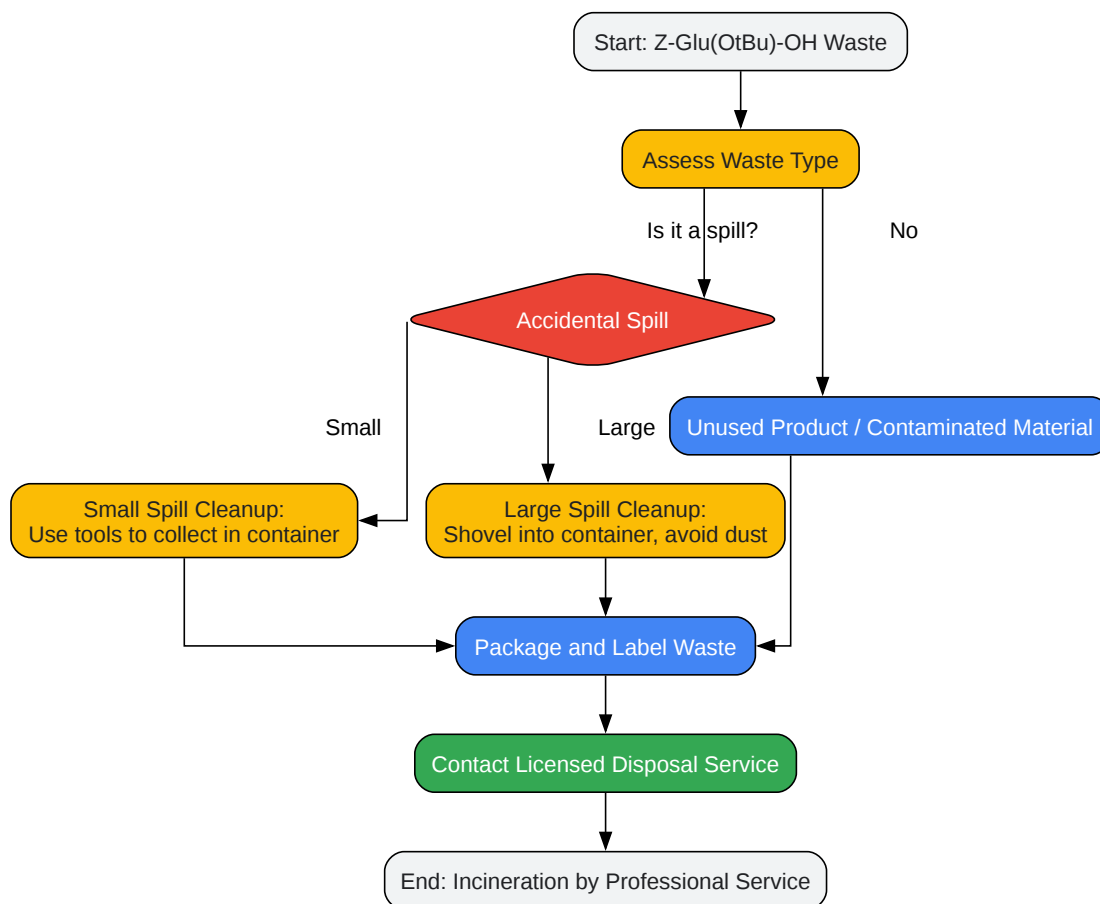 Start: Z-Glu(OtBu)-OH Waste
Assess Waste Type
Is it a spill?
No
Accidental Spill
Small
Large
Unused Product / Contaminated Material
Small Spill Cleanup:
Use tools to collect in container
Large Spill Cleanup:
Shovel into container, avoid dust
Package and Label Waste
Contact Licensed Disposal Service
End: Incineration by Professional Service